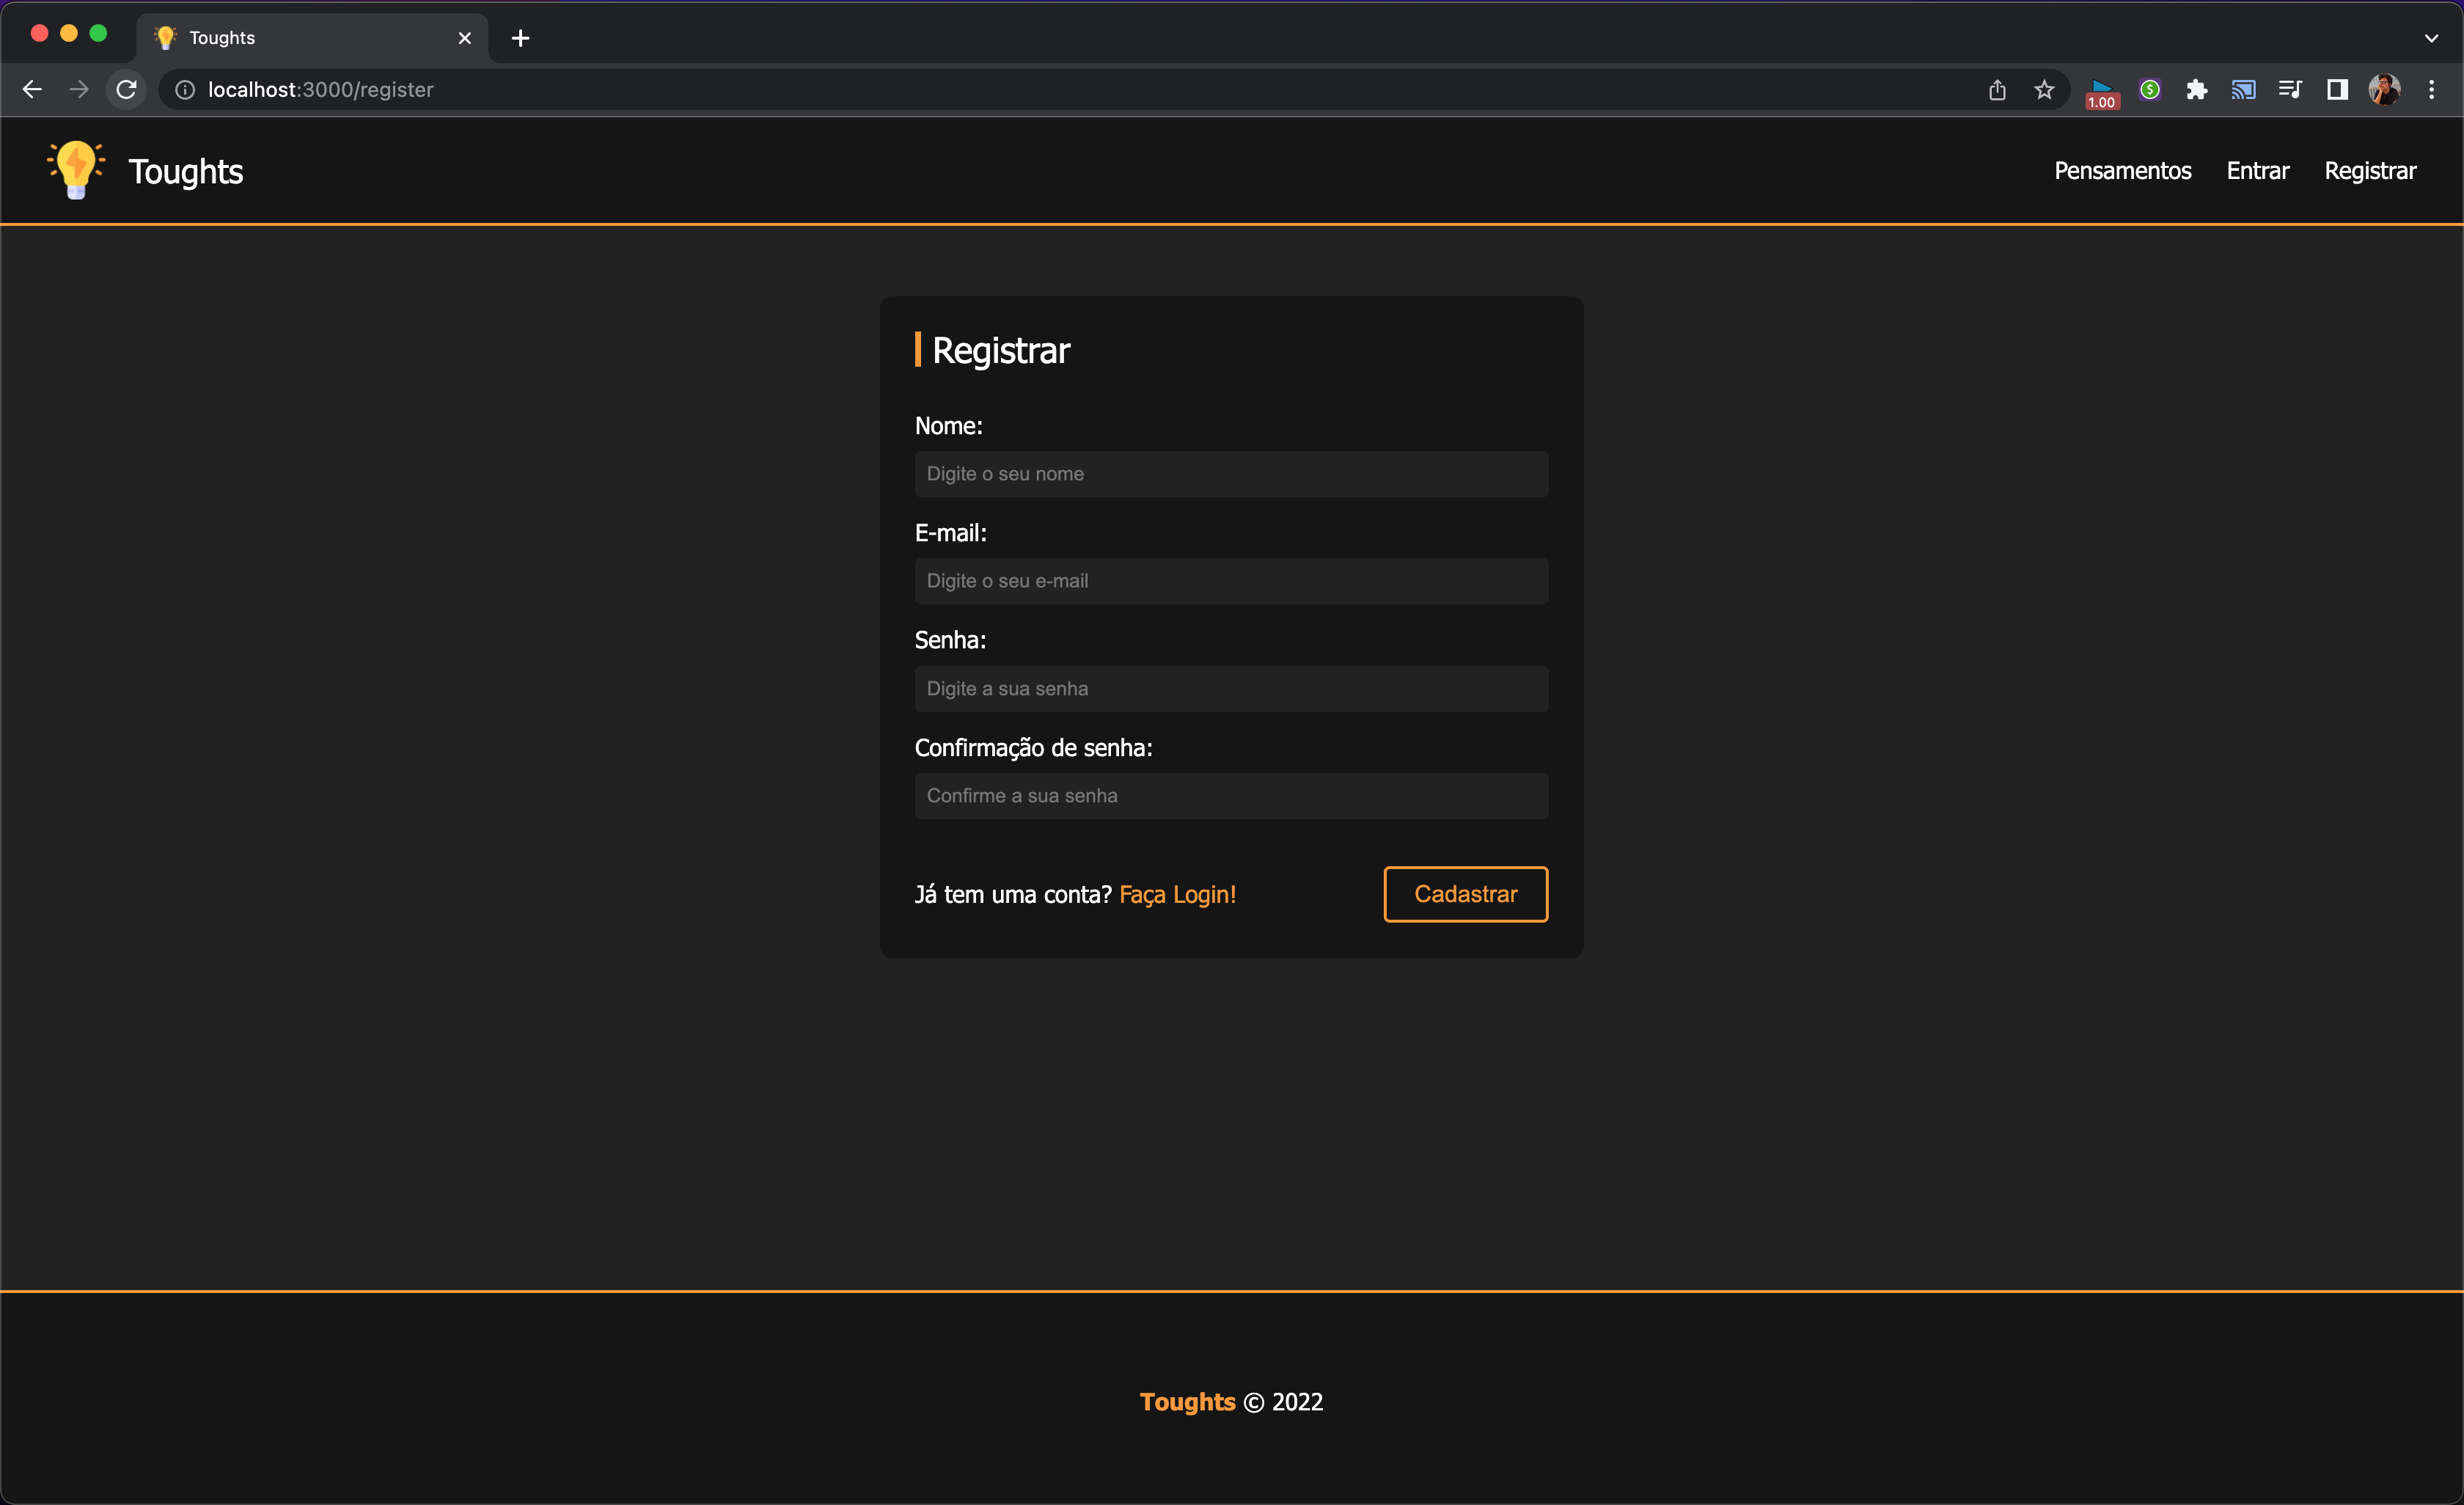 Toughts
localhost:3000/register
1.00
Toughts
Pensamentos Entrar Registrar
Registrar
Nome:
Digite o seu nome
E-mail:
Digite o seu e-mail
Senha:
Digite a sua senha
Confirmação de senha:
Confirme a sua senha
Já tem uma conta? Faça Login!
Cadastrar
Toughts © 2022